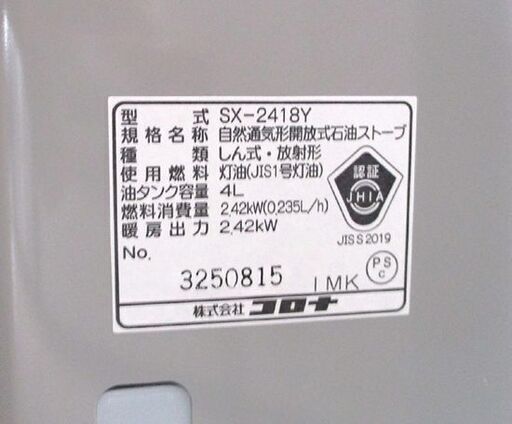 型式 SX-2418Y
規格名称 自然通気形開放式石油ストーブ
種類 しん式・放射形
使用燃料 灯油(JIS1号灯油)
油タンク容量 4L
燃料消費量 2.42kW(0.235L/h)
暖房出力 2.42kW
認証
JHIA
JIS S 2019
No.
3250815 IMK
PS
C
株式会社 コロナ